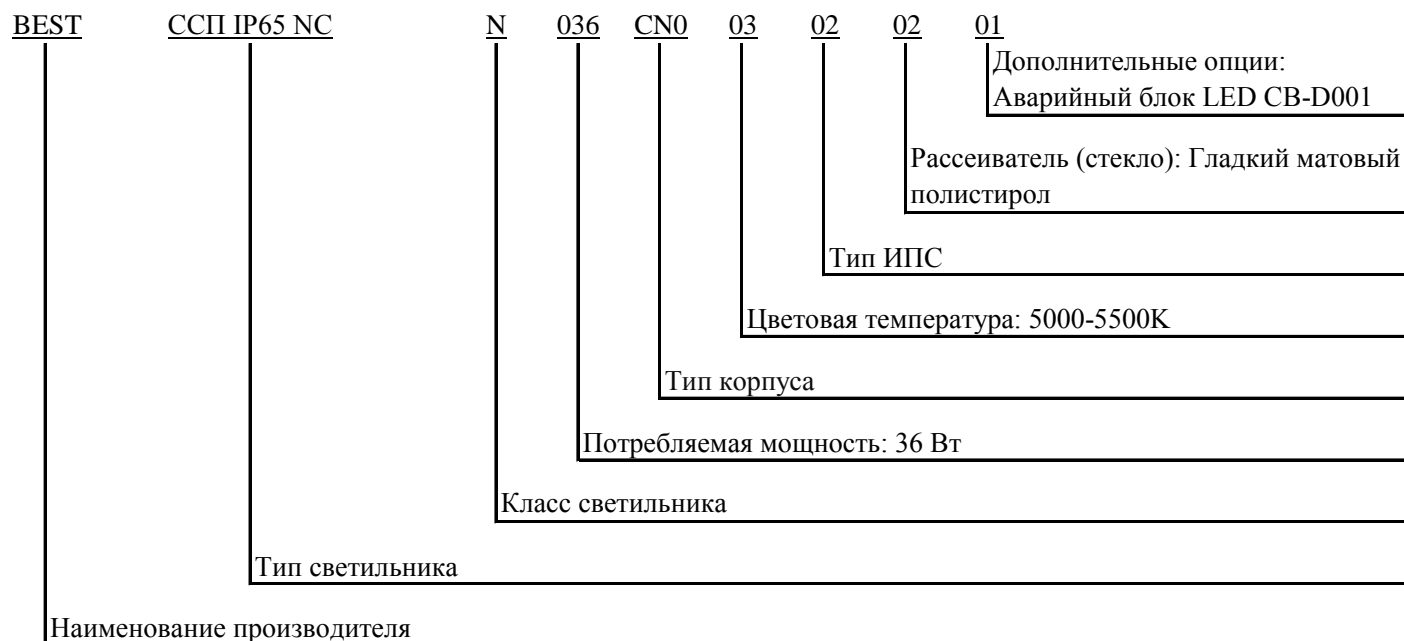 BEST ССП IP65 NC N 036 CN0 03 02 02 01
Дополнительные опции:
Аварийный блок LED CB-D001
Рассеиватель (стекло): Гладкий матовый
полистирол
Тип ИПС
Цветовая температура: 5000-5500K
Тип корпуса
Потребляемая мощность: 36 Вт
Класс светильника
Тип светильника
Наименование производителя